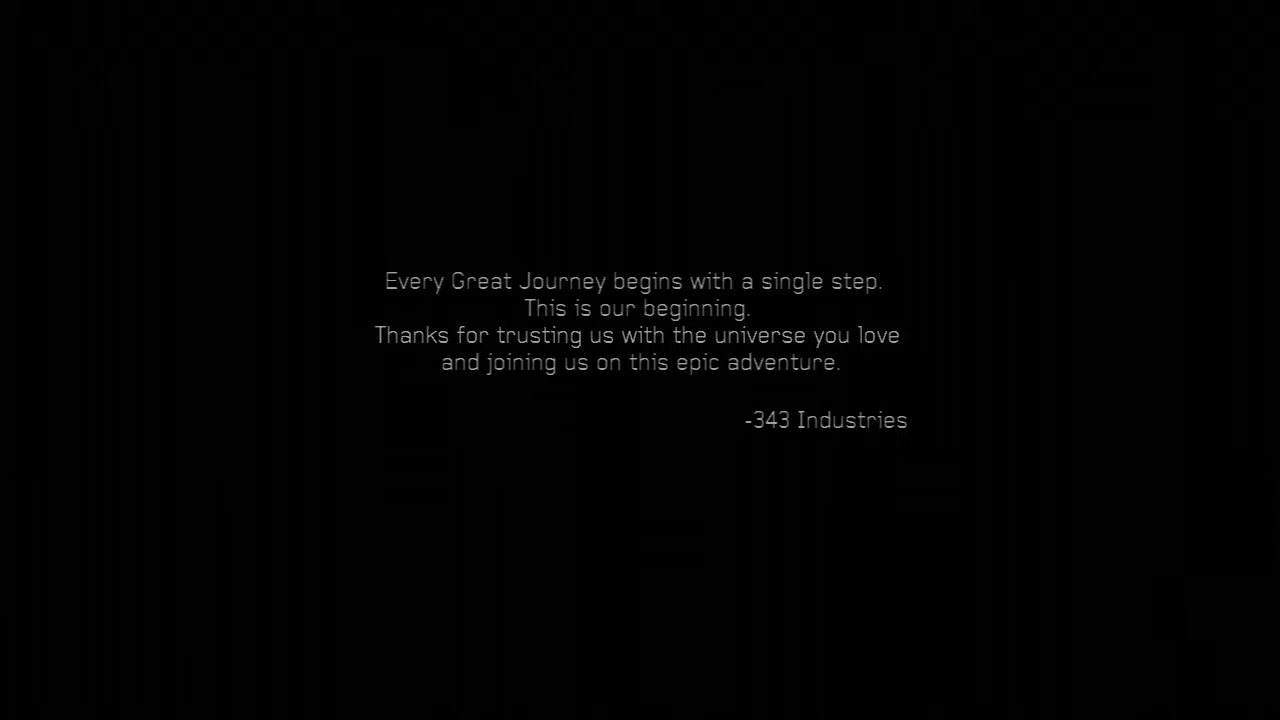 Every Great Journey begins with a single step.
This is our beginning.
Thanks for trusting us with the universe you love
and joining us on this epic adventure.
-343 Industries